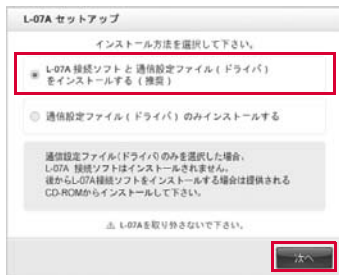 L-07A セットアップ
インストール方法を選択して下さい。
L-07A 接続ソフト と 通信設定ファイル ( ドライバ )
をインストールする ( 推奨 )
通信設定ファイル ( ドライバ ) のみインストールする
通信設定ファイル(ドライバ)のみを選択した場合、
L-07A 接続ソフトはインストールされません。
後からL-07A接続ソフトをインストールする場合は提供される
CD-ROMからインストールして下さい。
⚠ L-07Aを取り外さないで下さい。
次へ